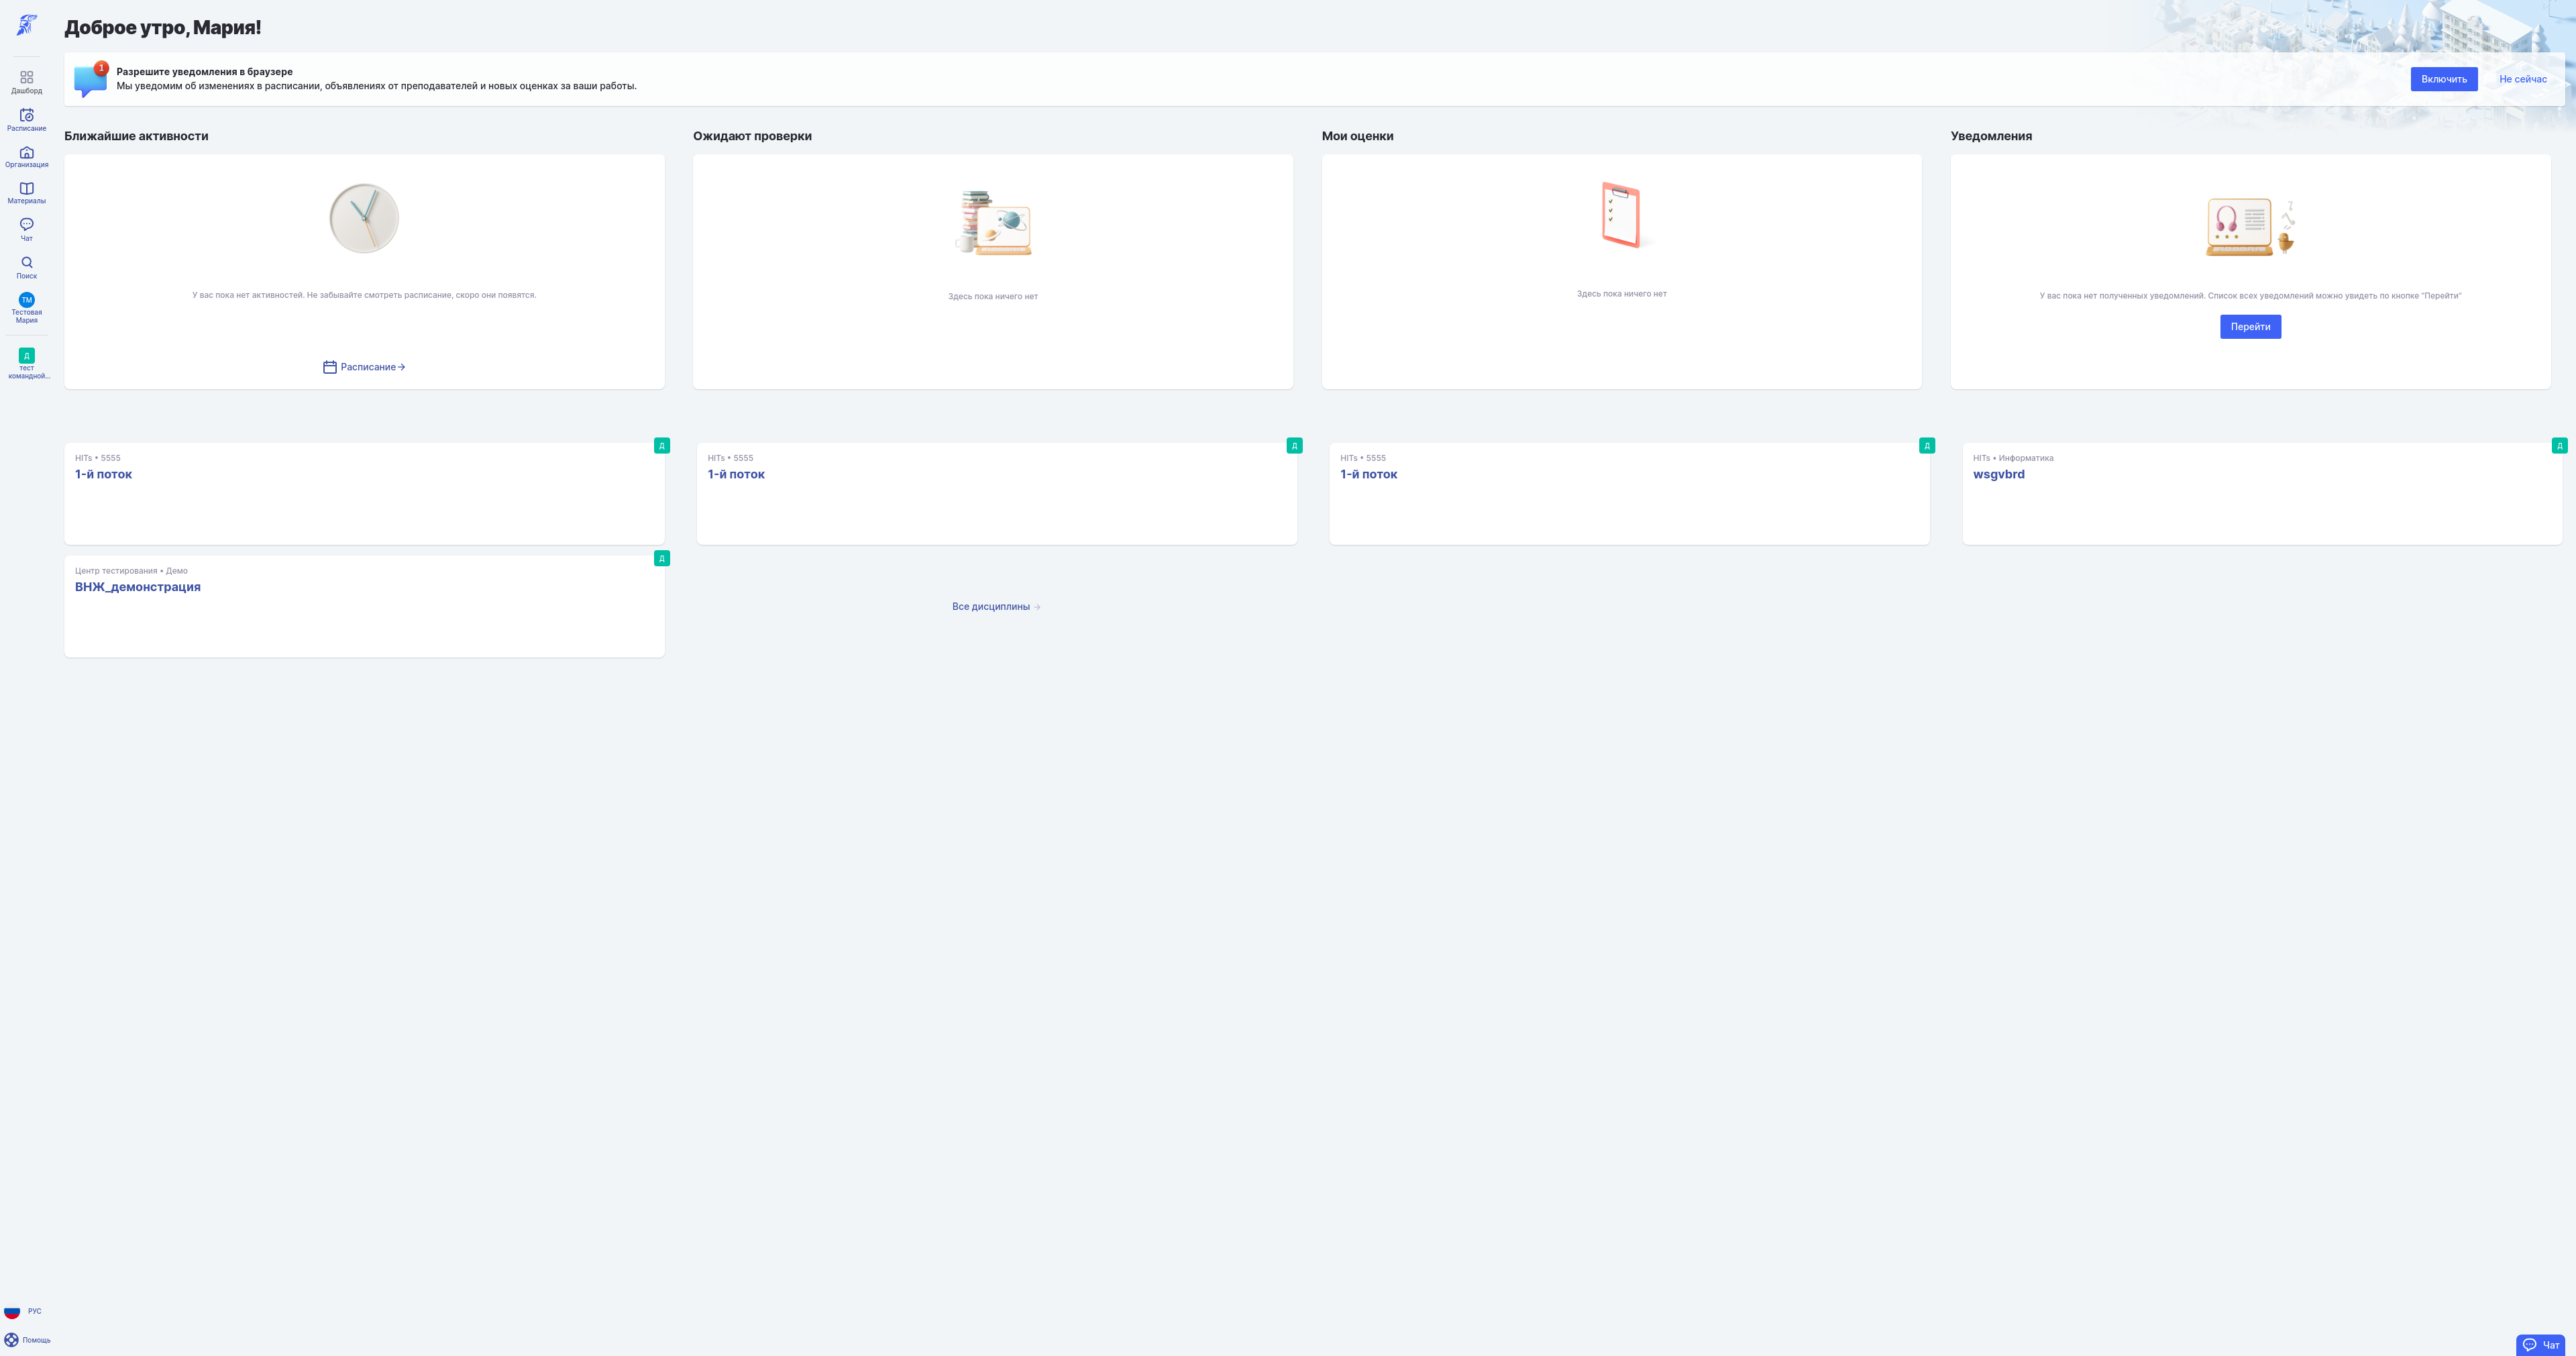 Доброе утро, Мария!
1
Разрешите уведомления в браузере
Мы уведомим об изменениях в расписании, объявлениях от преподавателей и новых оценках за ваши работы.
Включить
Не сейчас
Дашборд
Расписание
Организация
Материалы
Чат
Поиск
ТМ
Тестовая
Мария
Д
тест
командной...
Ближайшие активности
У вас пока нет активностей. Не забывайте смотреть расписание, скоро они появятся.
Расписание
Ожидают проверки
Здесь пока ничего нет
Мои оценки
Здесь пока ничего нет
Уведомления
У вас пока нет полученных уведомлений. Список всех уведомлений можно увидеть по кнопке "Перейти"
Перейти
Д
HITs • 5555
1-й поток
Д
HITs • 5555
1-й поток
Д
HITs • 5555
1-й поток
Д
HITs • Информатика
wsgvbrd
Д
Центр тестирования • Демо
ВНЖ_демонстрация
Все дисциплины →
РУС
Помощь
Чат